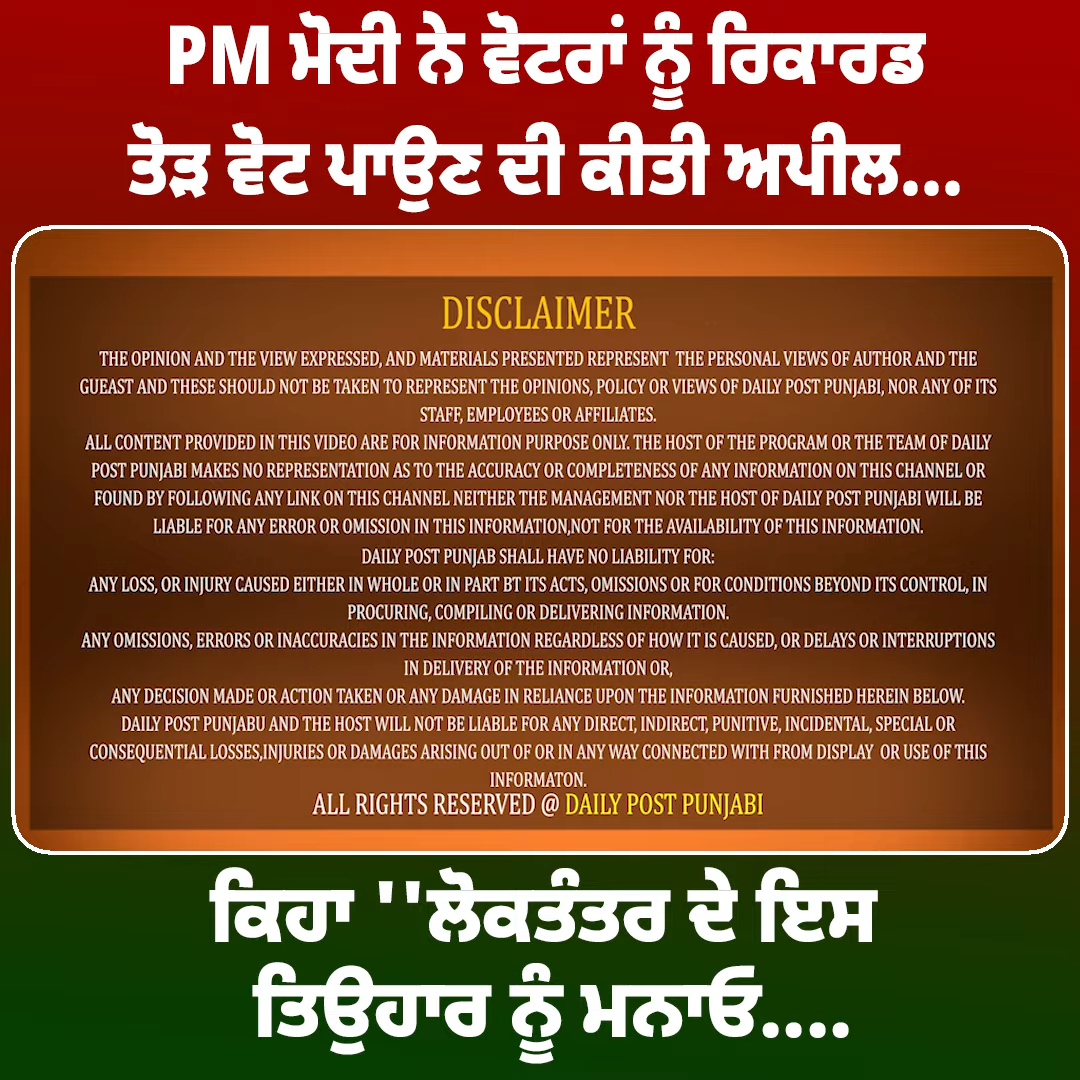 PM ਮੋਦੀ ਨੇ ਵੋਟਰਾਂ ਨੂੰ ਰਿਕਾਰਡ
ਤੋੜ ਵੋਟ ਪਾਉਣ ਦੀ ਕੀਤੀ ਅਪੀਲ...
DISCLAIMER
THE OPINION AND THE VIEW EXPRESSED, AND MATERIALS PRESENTED REPRESENT THE PERSONAL VIEWS OF AUTHOR AND THE
GUEAST AND THESE SHOULD NOT BE TAKEN TO REPRESENT THE OPINIONS, POLICY OR VIEWS OF DAILY POST PUNJABI, NOR ANY OF ITS
STAFF, EMPLOYEES OR AFFILIATES.
ALL CONTENT PROVIDED IN THIS VIDEO ARE FOR INFORMATION PURPOSE ONLY. THE HOST OF THE PROGRAM OR THE TEAM OF DAILY
POST PUNJABI MAKES NO REPRESENTATION AS TO THE ACCURACY OR COMPLETENESS OF ANY INFORMATION ON THIS CHANNEL OR
FOUND BY FOLLOWING ANY LINK ON THIS CHANNEL NEITHER THE MANAGEMENT NOR THE HOST OF DAILY POST PUNJABI WILL BE
LIABLE FOR ANY ERROR OR OMISSION IN THIS INFORMATION,NOT FOR THE AVAILABILITY OF THIS INFORMATION.
DAILY POST PUNJAB SHALL HAVE NO LIABILITY FOR:
ANY LOSS, OR INJURY CAUSED EITHER IN WHOLE OR IN PART BT ITS ACTS, OMISSIONS OR FOR CONDITIONS BEYOND ITS CONTROL, IN
PROCURING, COMPILING OR DELIVERING INFORMATION.
ANY OMISSIONS, ERRORS OR INACCURACIES IN THE INFORMATION REGARDLESS OF HOW IT IS CAUSED, OR DELAYS OR INTERRUPTIONS
IN DELIVERY OF THE INFORMATION OR,
ANY DECISION MADE OR ACTION TAKEN OR ANY DAMAGE IN RELIANCE UPON THE INFORMATION FURNISHED HEREIN BELOW.
DAILY POST PUNJABU AND THE HOST WILL NOT BE LIABLE FOR ANY DIRECT, INDIRECT, PUNITIVE, INCIDENTAL, SPECIAL OR
CONSEQUENTIAL LOSSES,INJURIES OR DAMAGES ARISING OUT OF OR IN ANY WAY CONNECTED WITH FROM DISPLAY OR USE OF THIS
INFORMATON.
ALL RIGHTS RESERVED @ DAILY POST PUNJABI
ਕਿਹਾ ''ਲੋਕਤੰਤਰ ਦੇ ਇਸ
ਤਿਉਹਾਰ ਨੂੰ ਮਨਾਓ....